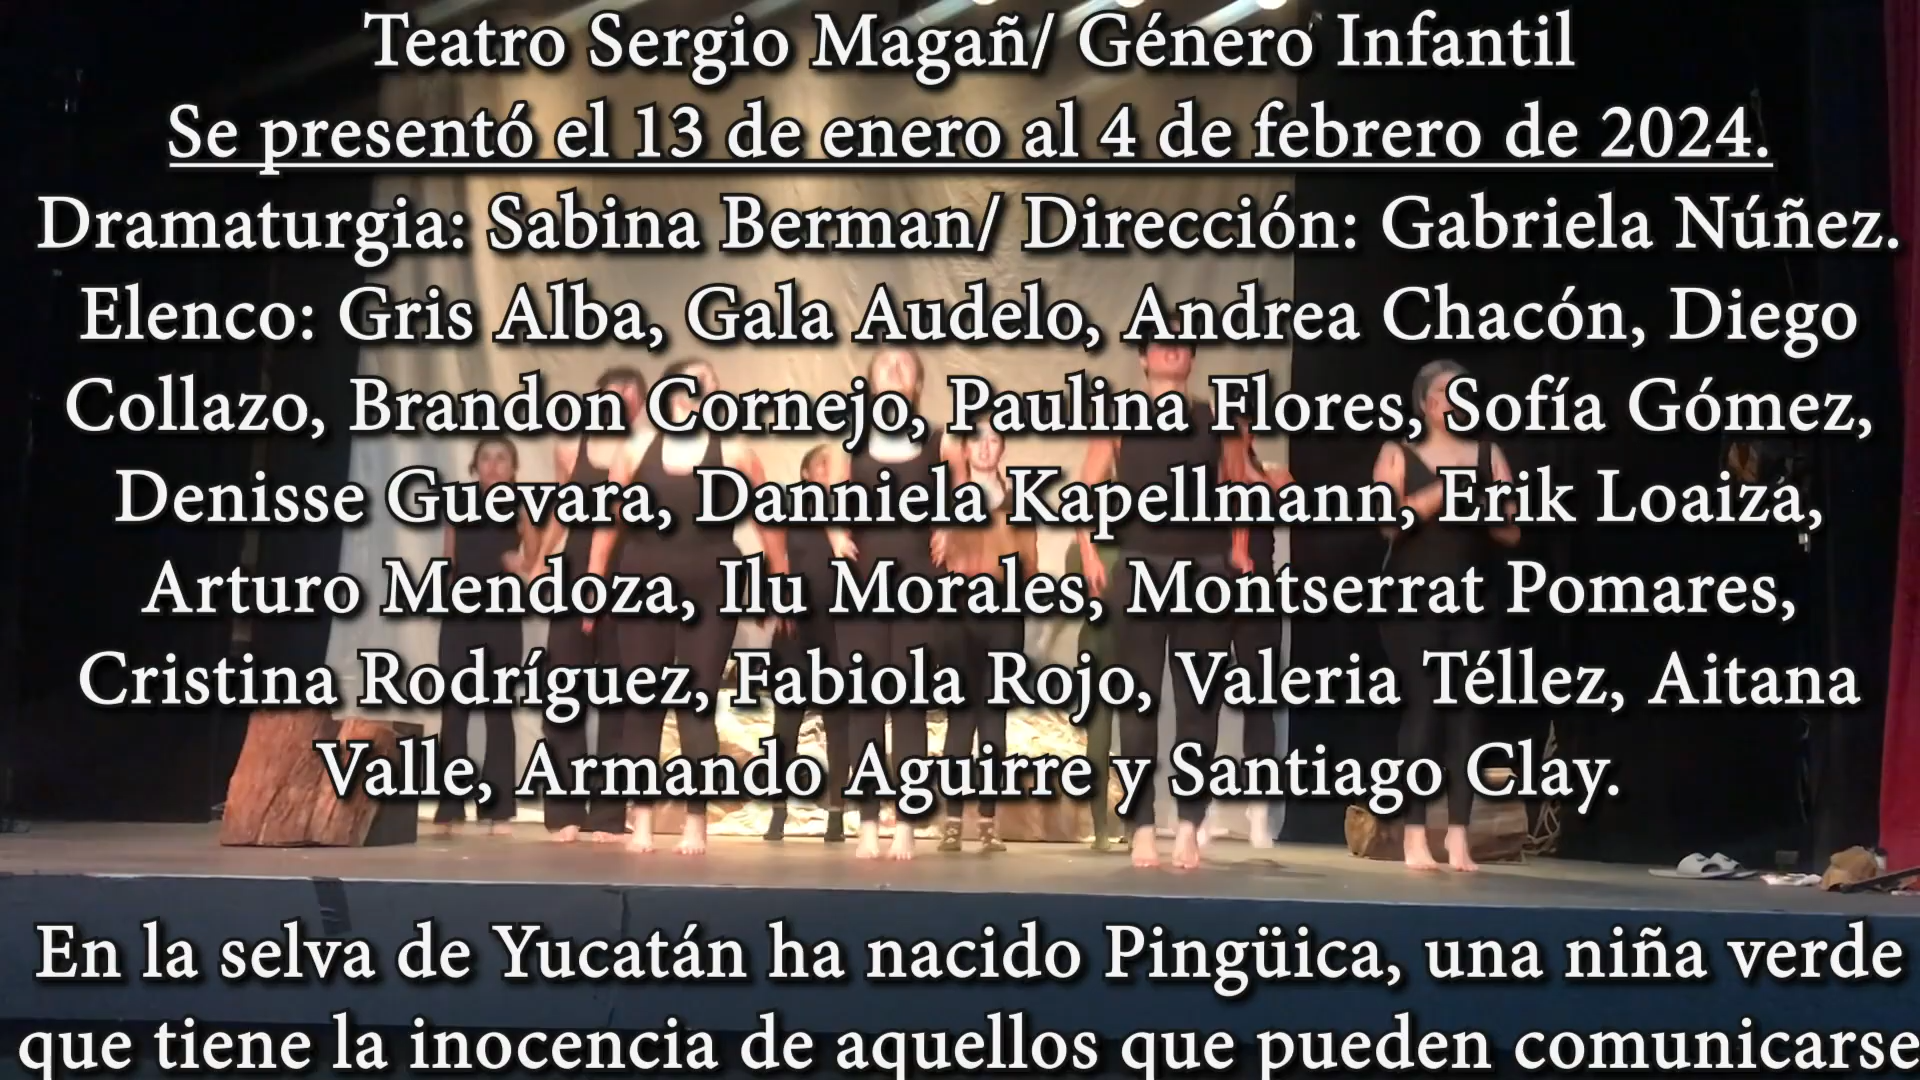 Teatro Sergio Magañ/ Género Infantil
Se presentó el 13 de enero al 4 de febrero de 2024.
Dramaturgia: Sabina Berman/ Dirección: Gabriela Núñez.
Elenco: Gris Alba, Gala Audelo, Andrea Chacón, Diego
Collazo, Brandon Cornejo, Paulina Flores, Sofía Gómez,
Denisse Guevara, Danniela Kapellmann, Erik Loaiza,
Arturo Mendoza, Ilu Morales, Montserrat Pomares,
Cristina Rodríguez, Fabiola Rojo, Valeria Téllez, Aitana
Valle, Armando Aguirre y Santiago Clay.
En la selva de Yucatán ha nacido Pingüica, una niña verde
que tiene la inocencia de aquellos que pueden comunicarse